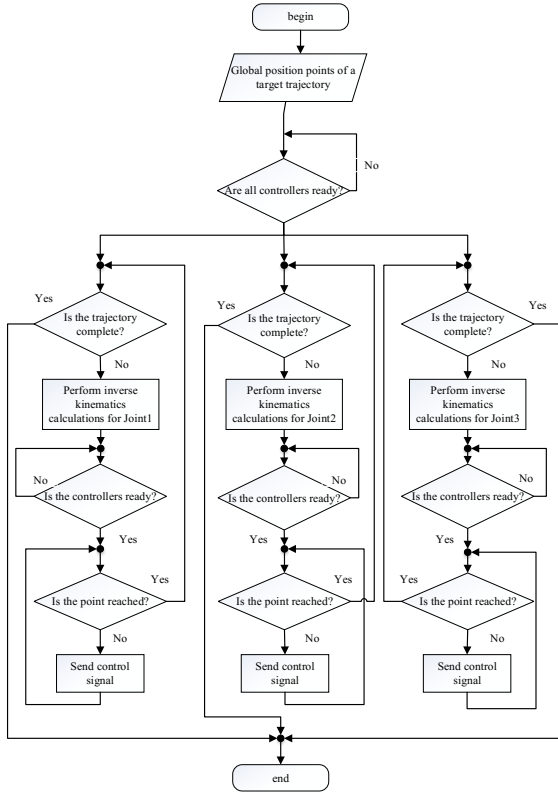 begin
Global position points of a
target trajectory
No
Are all controllers ready?
Yes
Is the trajectory
complete?
No
Perform inverse
kinematics
calculations for Joint1
No
Is the controllers ready?
Yes
Yes
Is the point reached?
No
Send control
signal
Yes
Is the trajectory
complete?
No
Perform inverse
kinematics
calculations for Joint2
No
Is the controllers ready?
Yes
Yes
Is the point reached?
No
Send control
signal
Yes
Is the trajectory
complete?
No
Perform inverse
kinematics
calculations for Joint3
No
Is the controllers ready?
Yes
Yes
Is the point reached?
No
Send control
signal
end